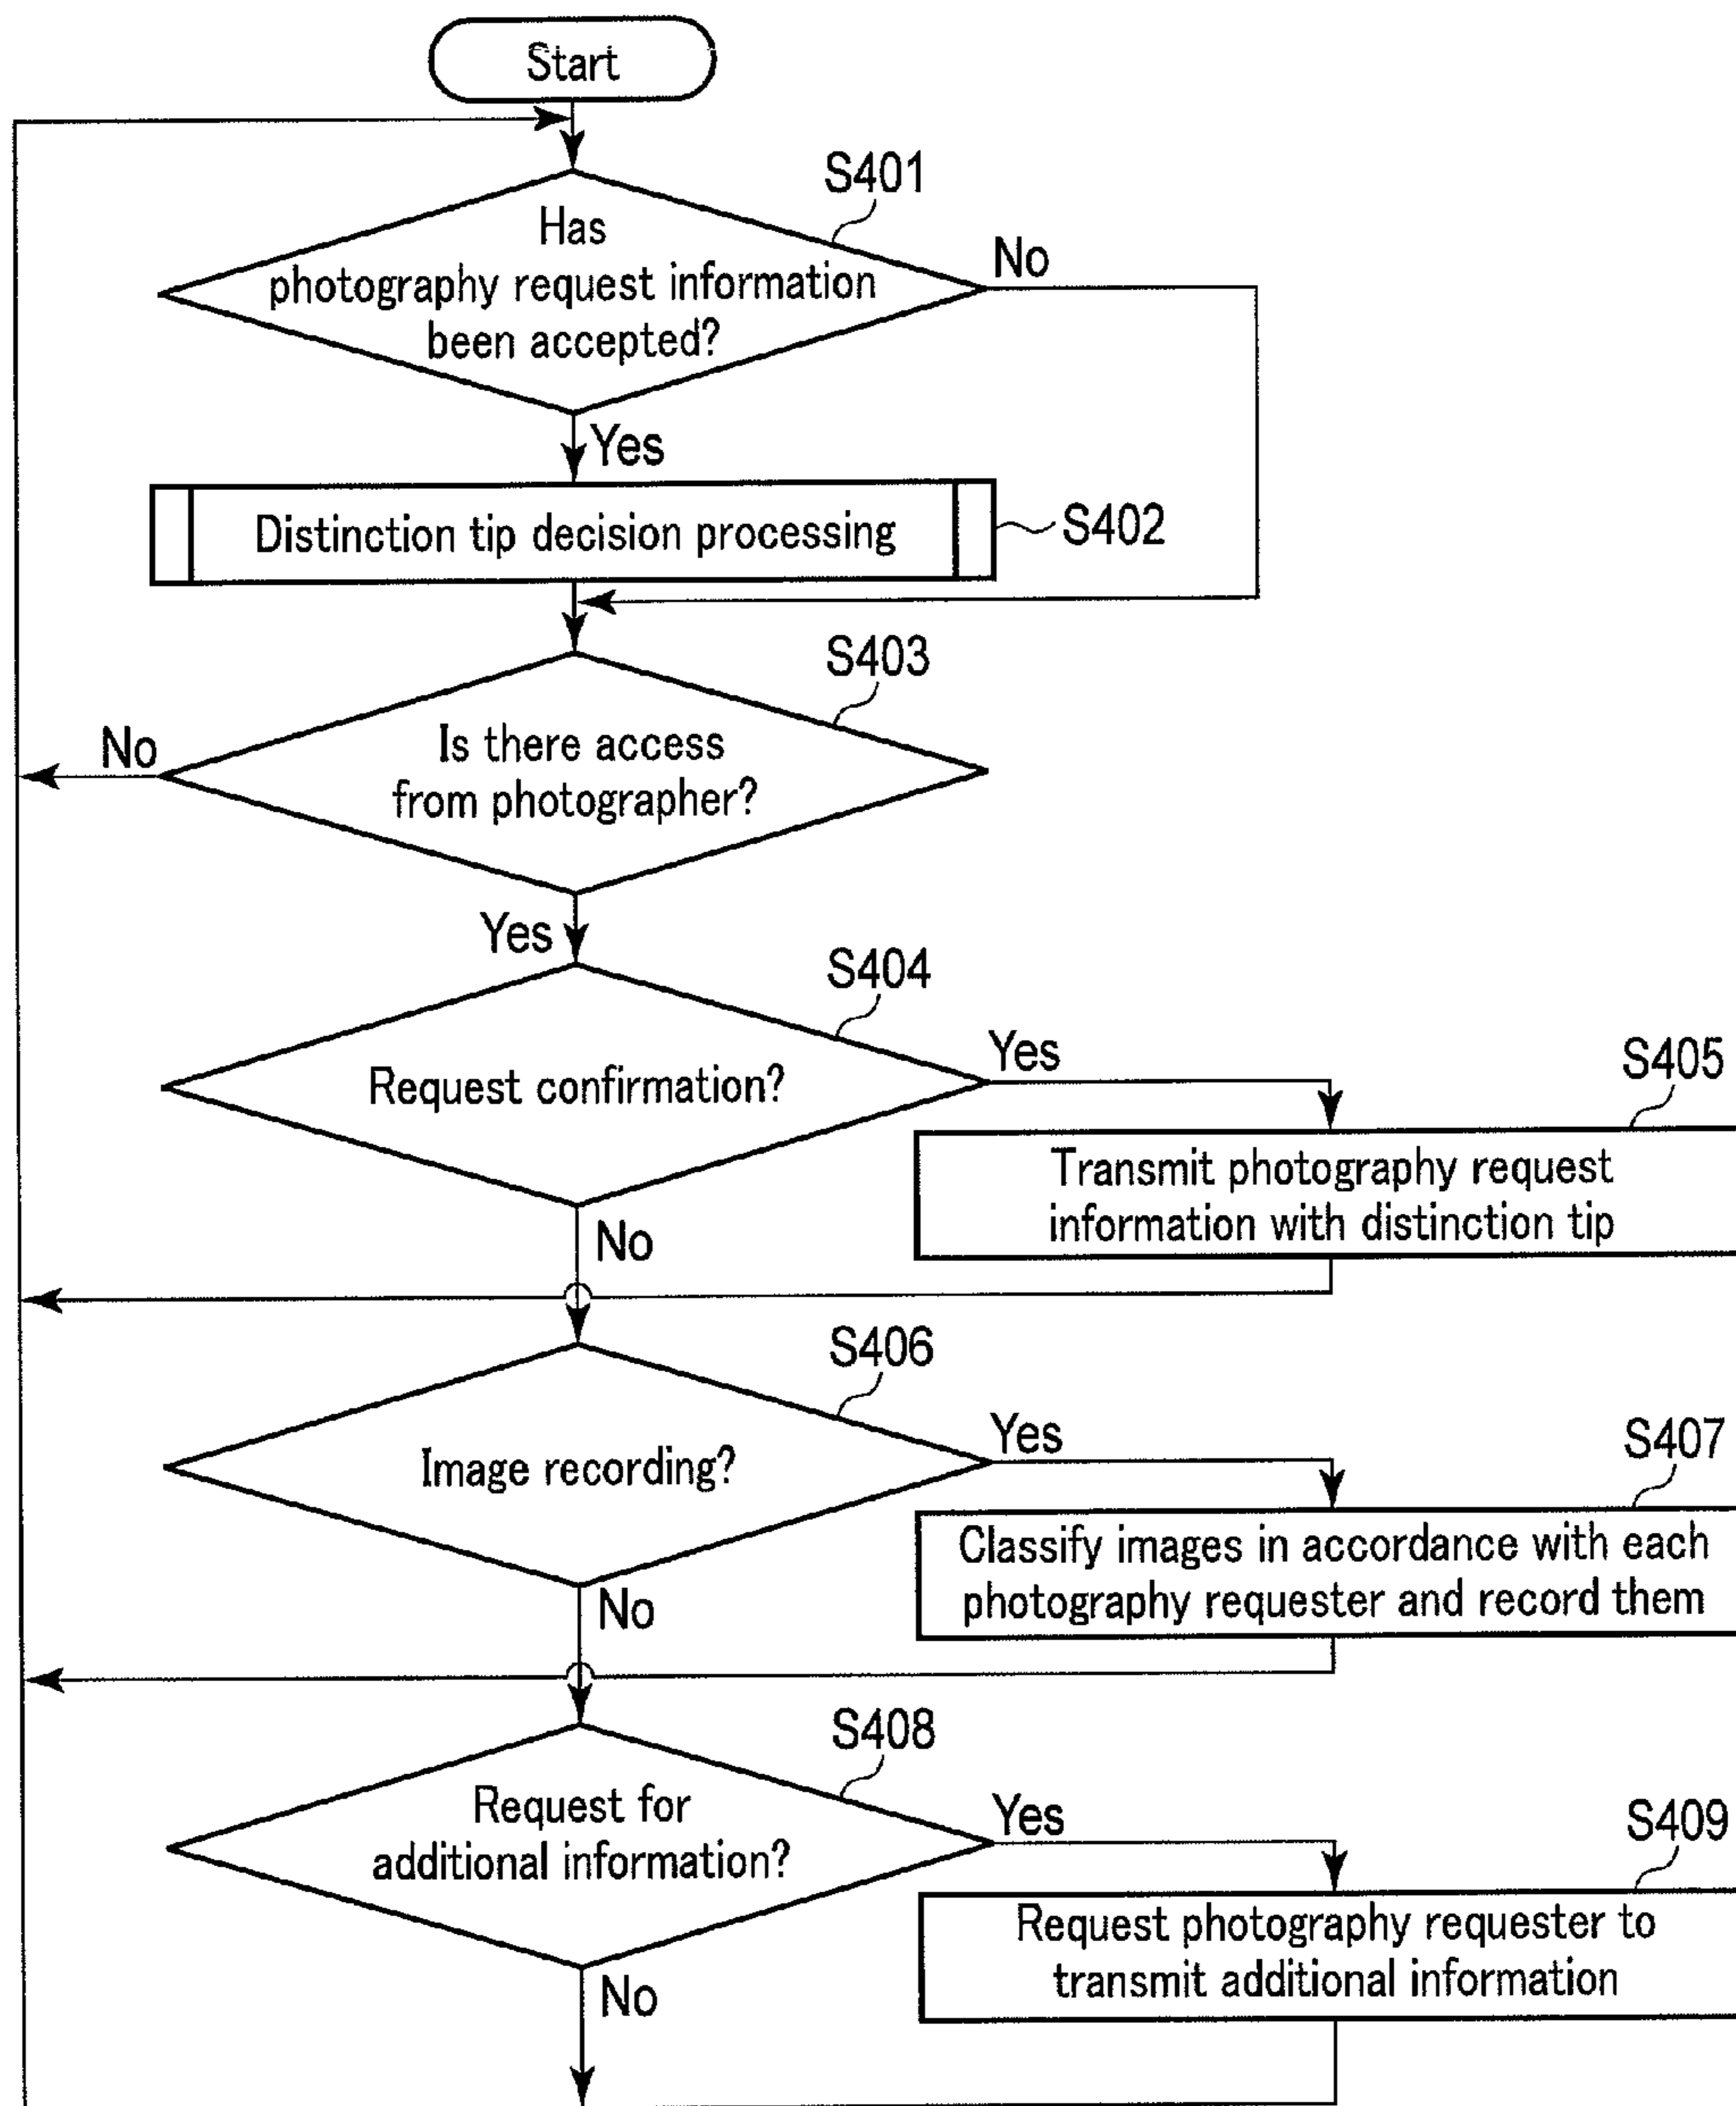 Start
S401
Has
photography request information
been accepted?
No
Yes
Distinction tip decision processing
S402
S403
Is there access
from photographer?
No
Yes
S404
Request confirmation?
Yes
S405
Transmit photography request
information with distinction tip
No
S406
Image recording?
Yes
S407
Classify images in accordance with each
photography requester and record them
No
S408
Request for
additional information?
Yes
S409
Request photography requester to
transmit additional information
No